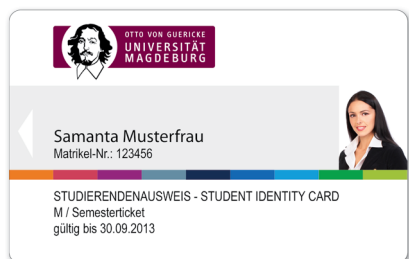 OTTO VON GUERICKE
UNIVERSITÄT
MAGDEBURG
Samanta Musterfrau
Matrikel-Nr.: 123456
STUDIERENDENAUSWEIS - STUDENT IDENTITY CARD
M / Semesterticket
gültig bis 30.09.2013